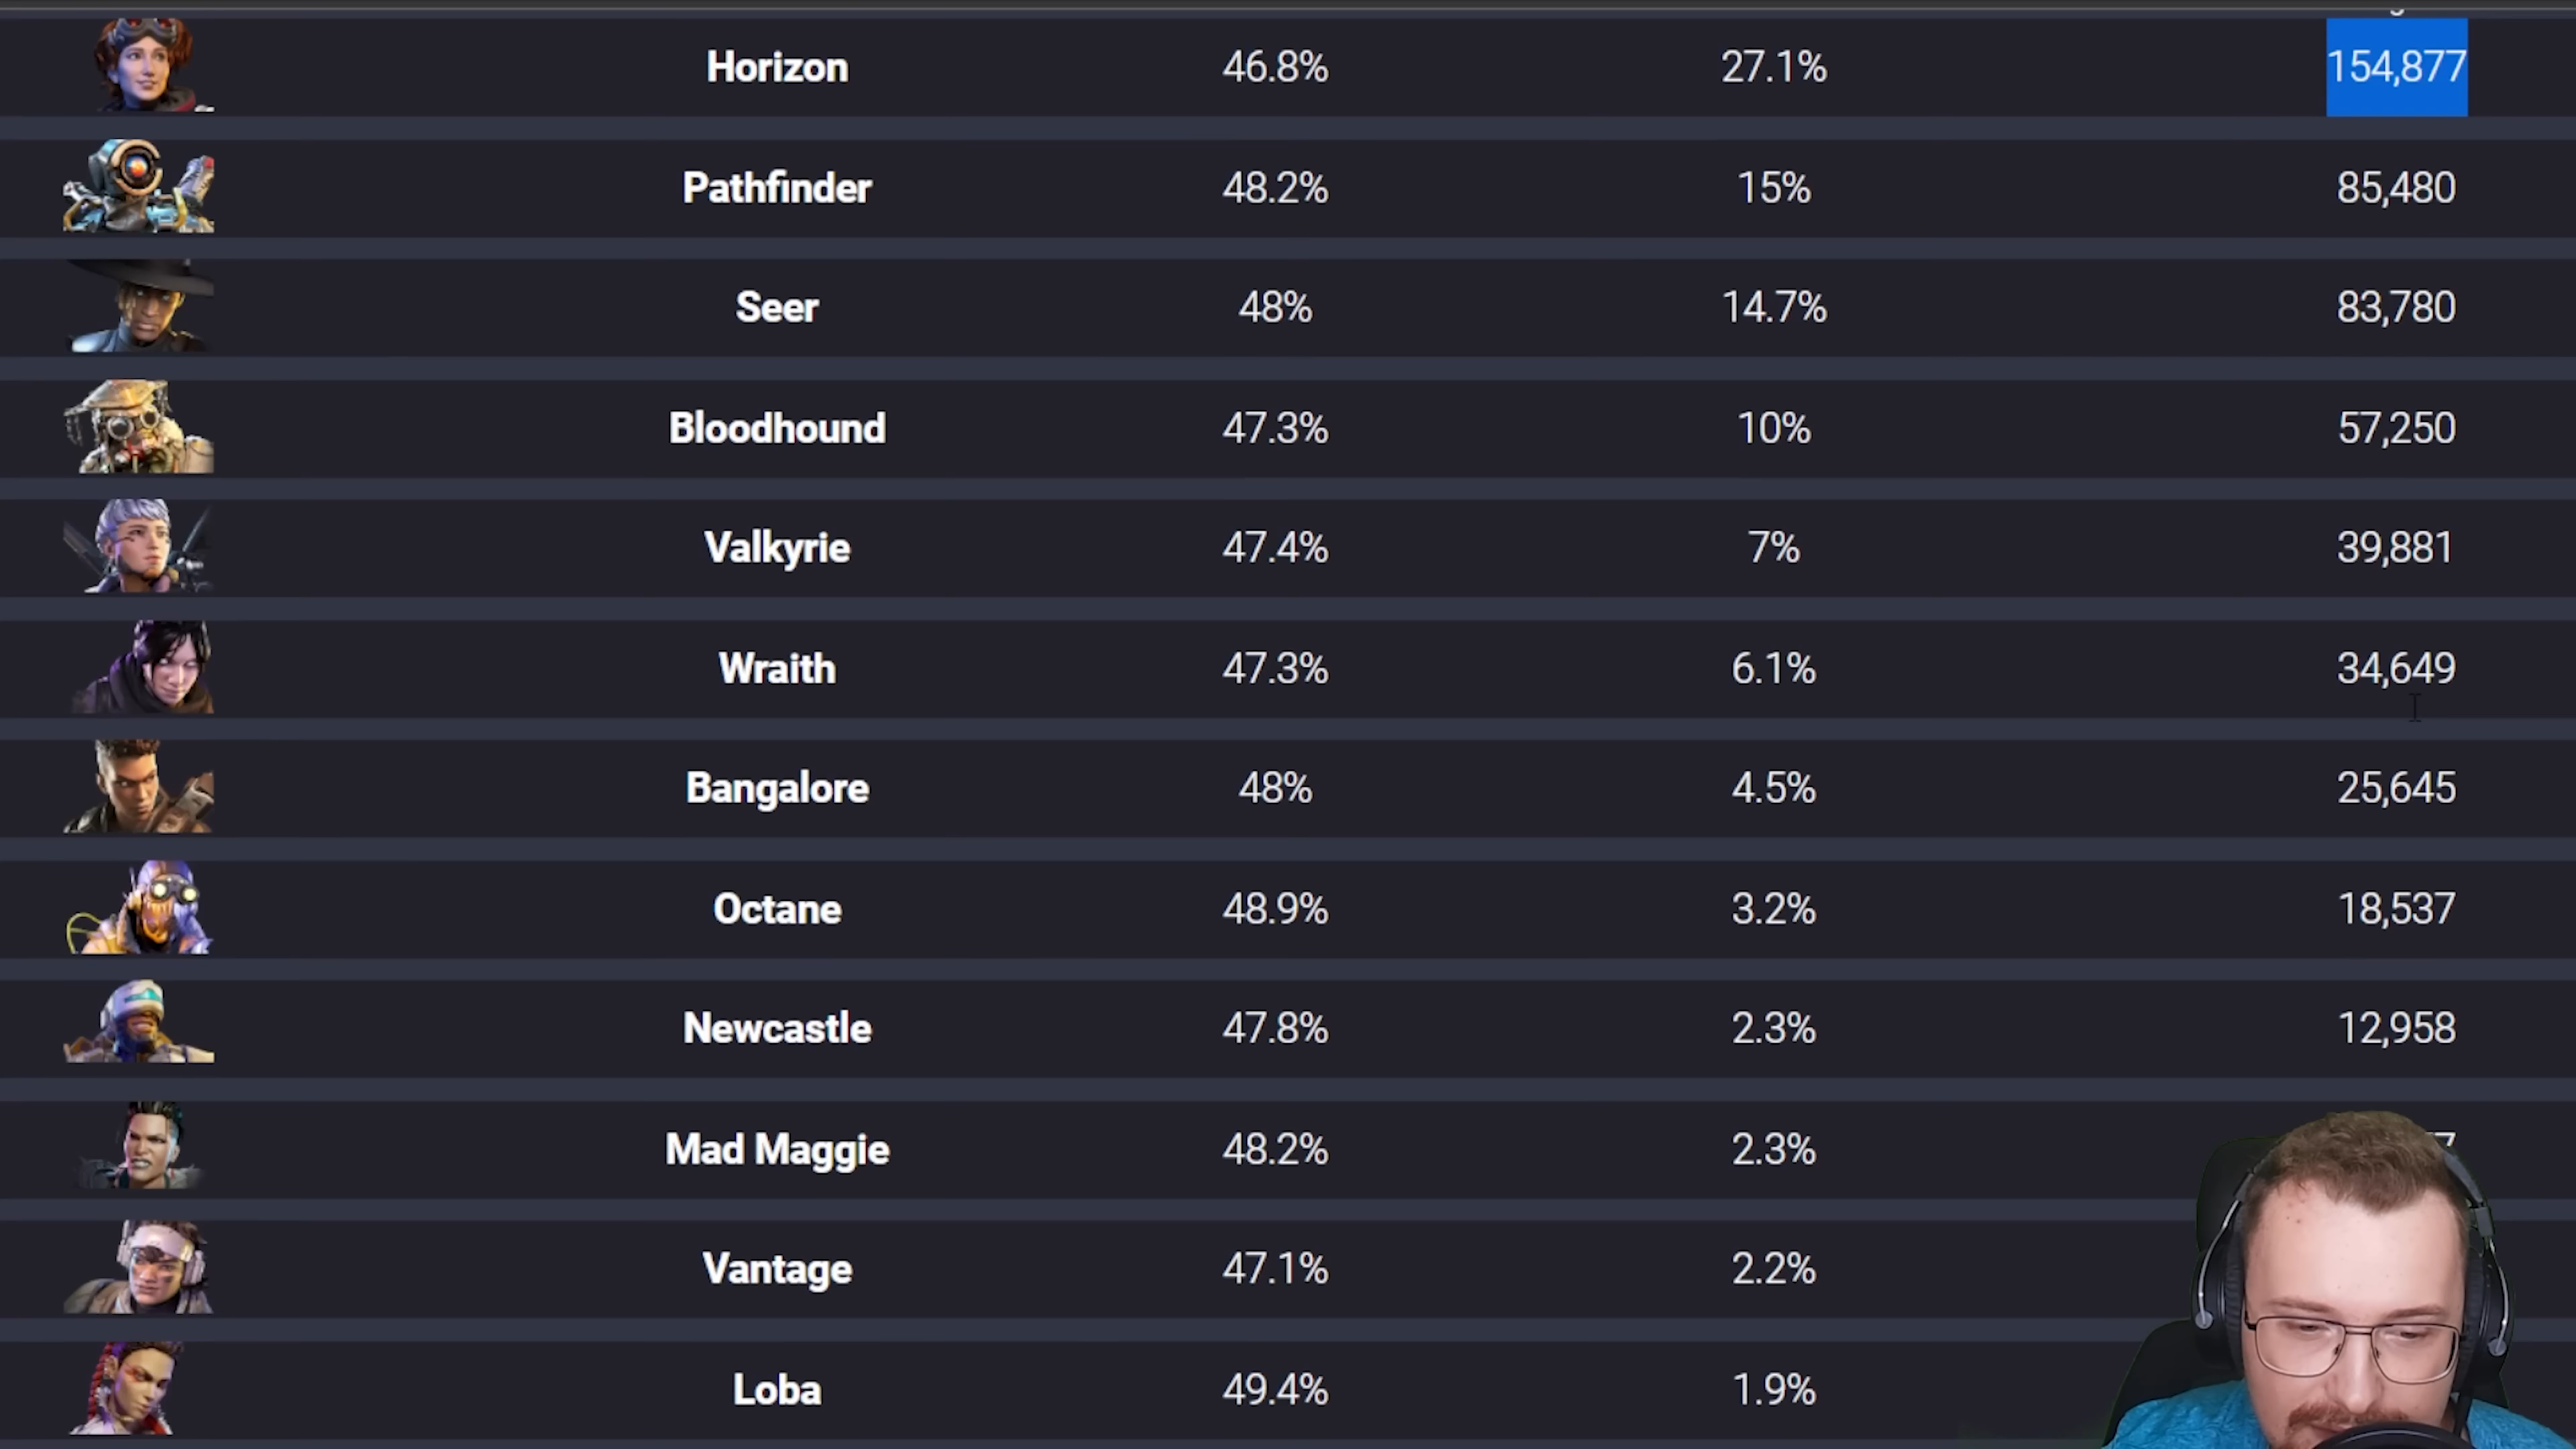 Horizon 46.8% 27.1% 154,877
Pathfinder 48.2% 15% 85,480
Seer 48% 14.7% 83,780
Bloodhound 47.3% 10% 57,250
Valkyrie 47.4% 7% 39,881
Wraith 47.3% 6.1% 34,649
Bangalore 48% 4.5% 25,645
Octane 48.9% 3.2% 18,537
Newcastle 47.8% 2.3% 12,958
Mad Maggie 48.2% 2.3%
Vantage 47.1% 2.2%
Loba 49.4% 1.9%